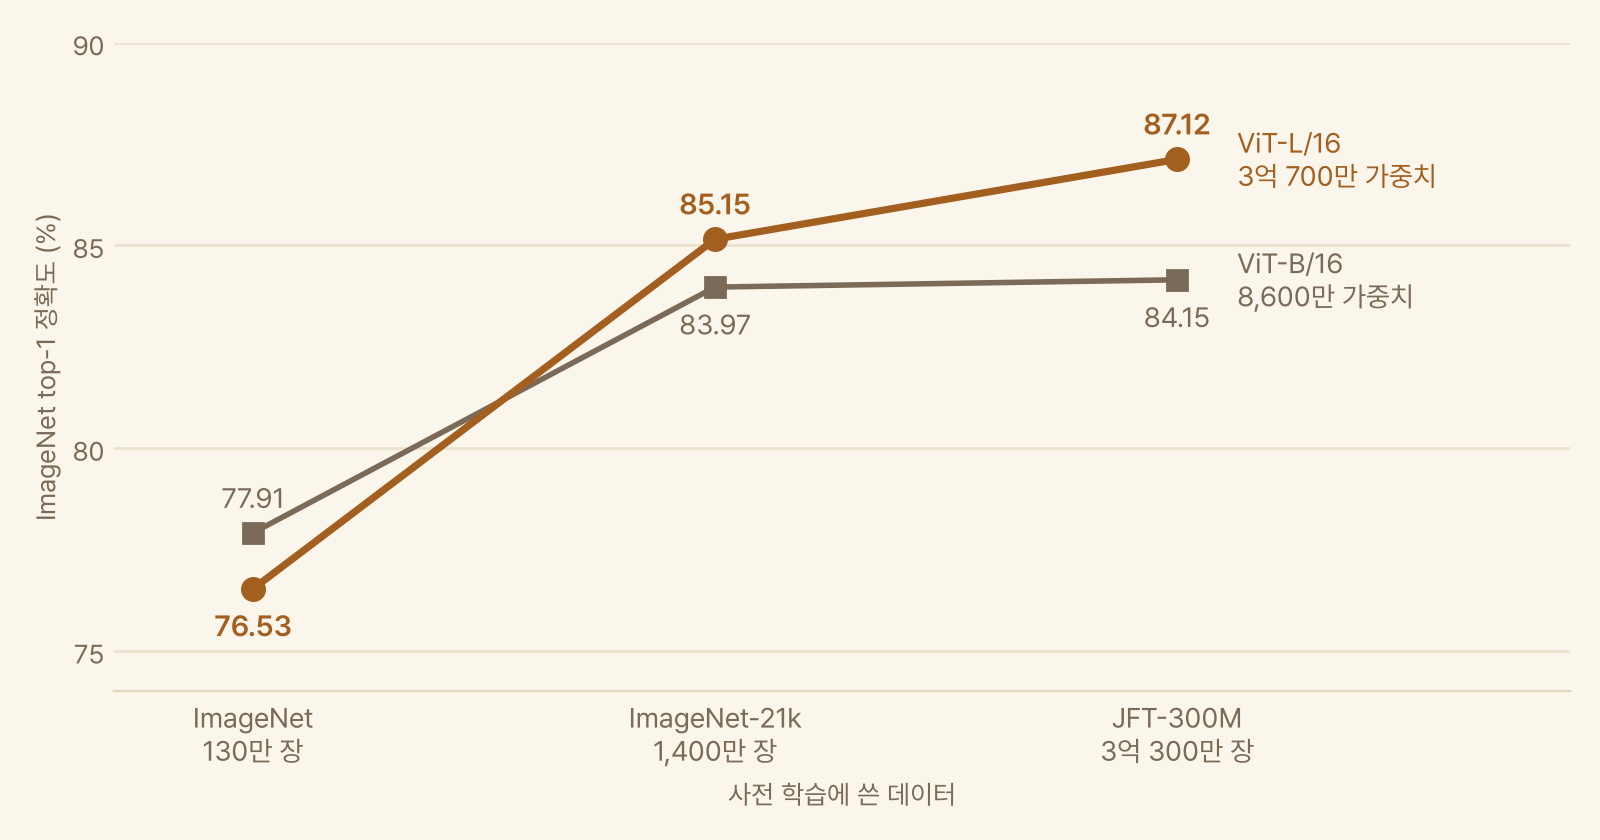 90
87.12
ViT-L/16
3억 700만 가중치
85.15
85
ViT-B/16
8,600만 가중치
83.97
84.15
ImageNet top-1 정확도 (%)
80
77.91
76.53
75
ImageNet
130만 장
ImageNet-21k
1,400만 장
JFT-300M
3억 300만 장
사전 학습에 쓴 데이터